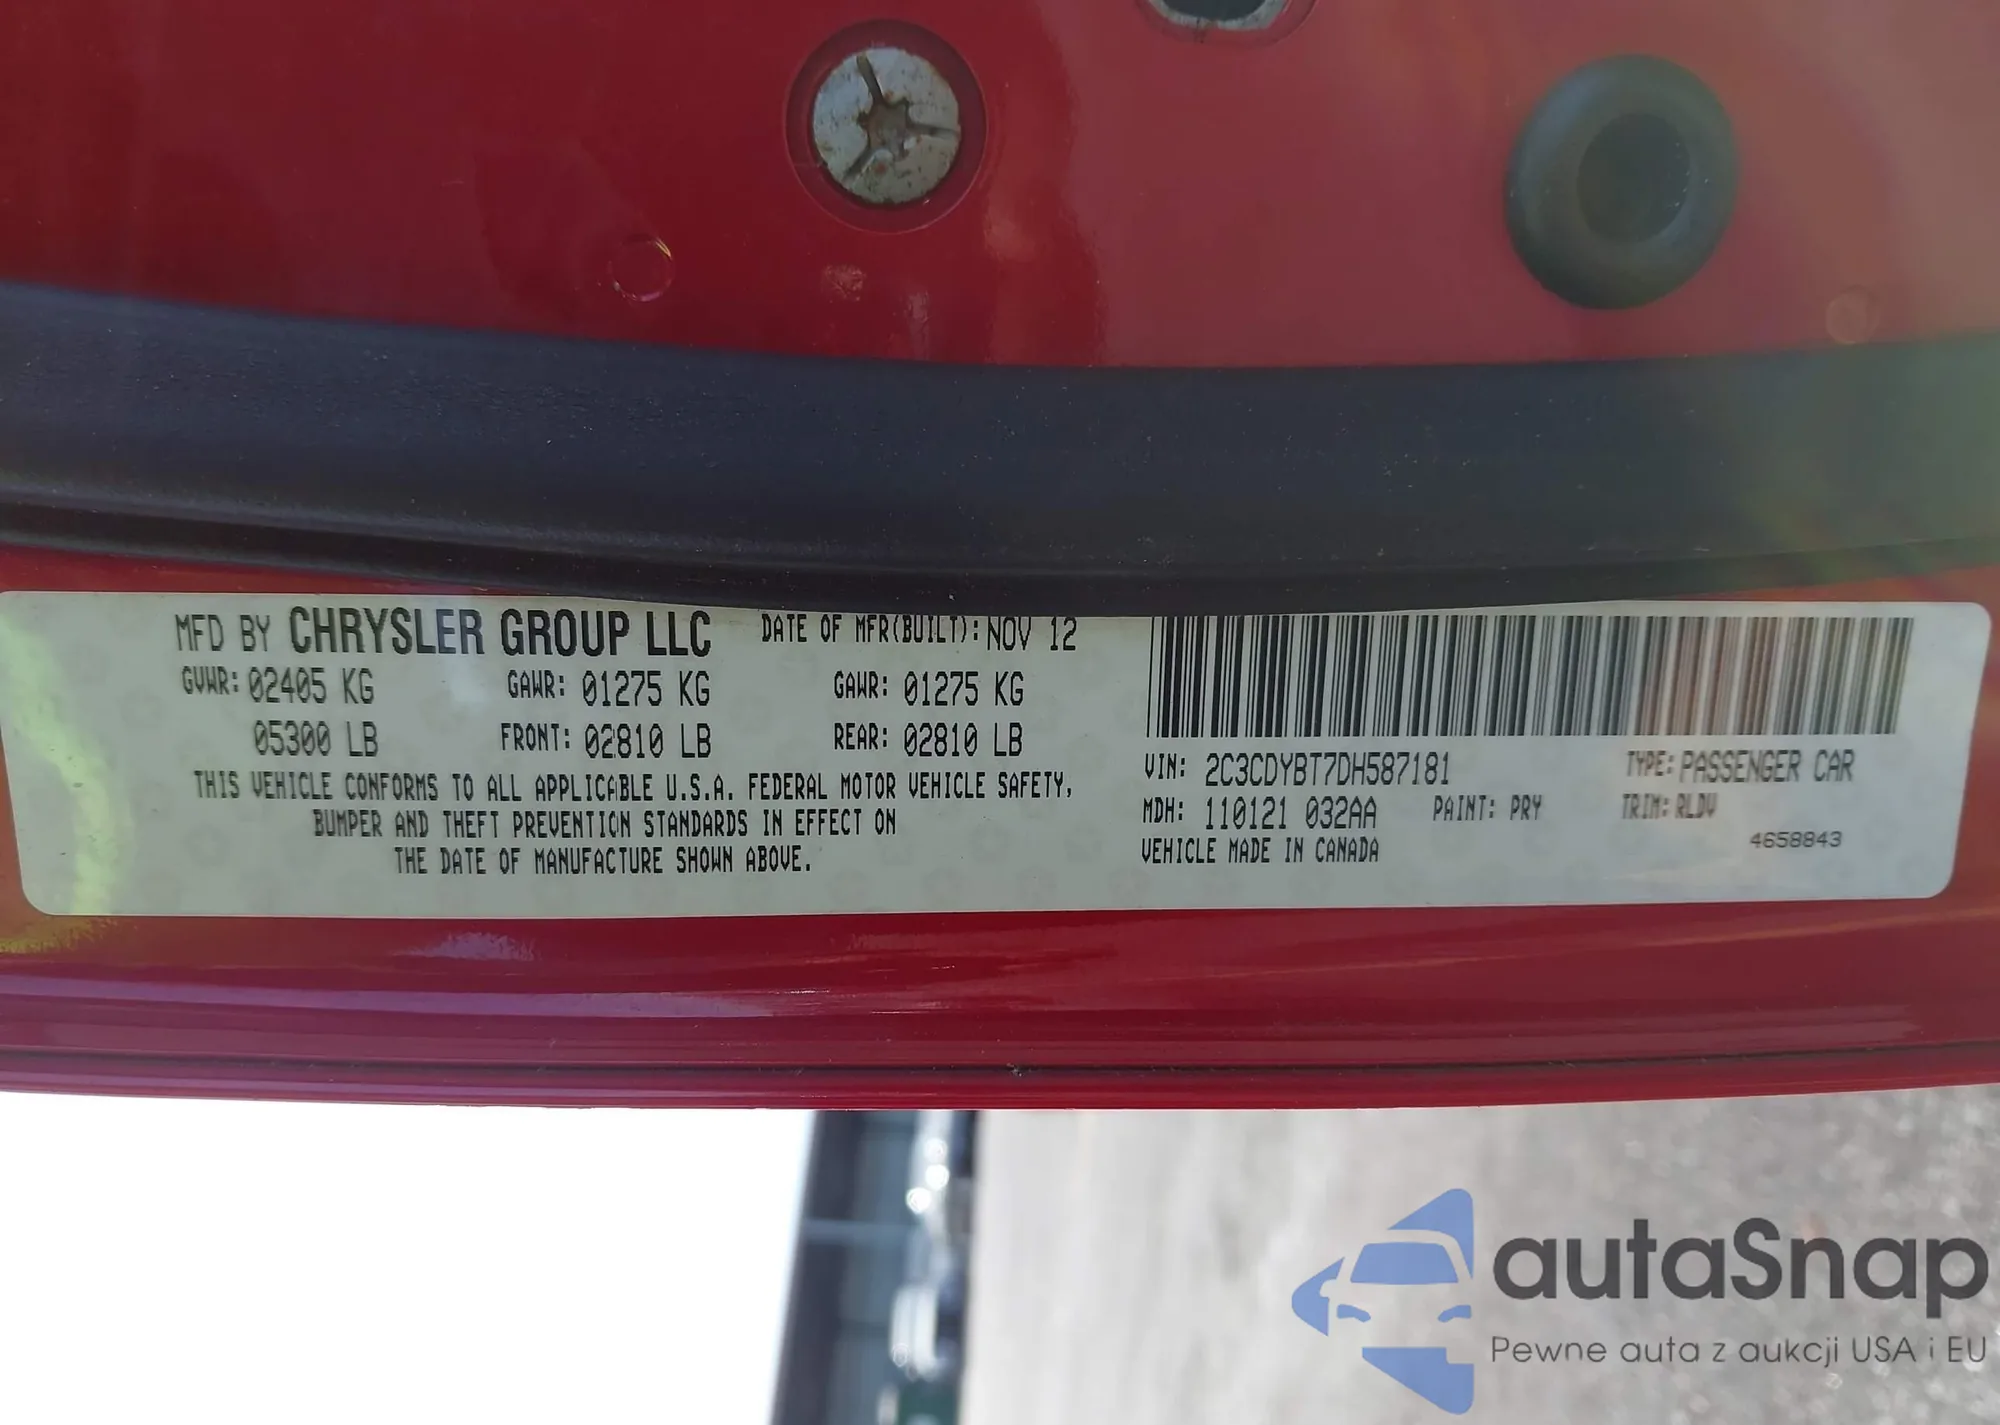 MFD BY CHRYSLER GROUP LLC DATE OF MFR(BUILT): NOV 12
GVWR: 02405 KG GAWR: 01275 KG GAWR: 01275 KG
05300 LB FRONT: 02810 LB REAR: 02810 LB
THIS VEHICLE CONFORMS TO ALL APPLICABLE U.S.A. FEDERAL MOTOR VEHICLE SAFETY,
BUMPER AND THEFT PREVENTION STANDARDS IN EFFECT ON
THE DATE OF MANUFACTURE SHOWN ABOVE.
VIN: 2C3CDYBT7DH587181 TYPE: PASSENGER CAR
MDH: 110121 032AA PAINT: PRY TRIM: RLDV
VEHICLE MADE IN CANADA 4658843
autaSnap
Pewne auta z aukcji USA i EU